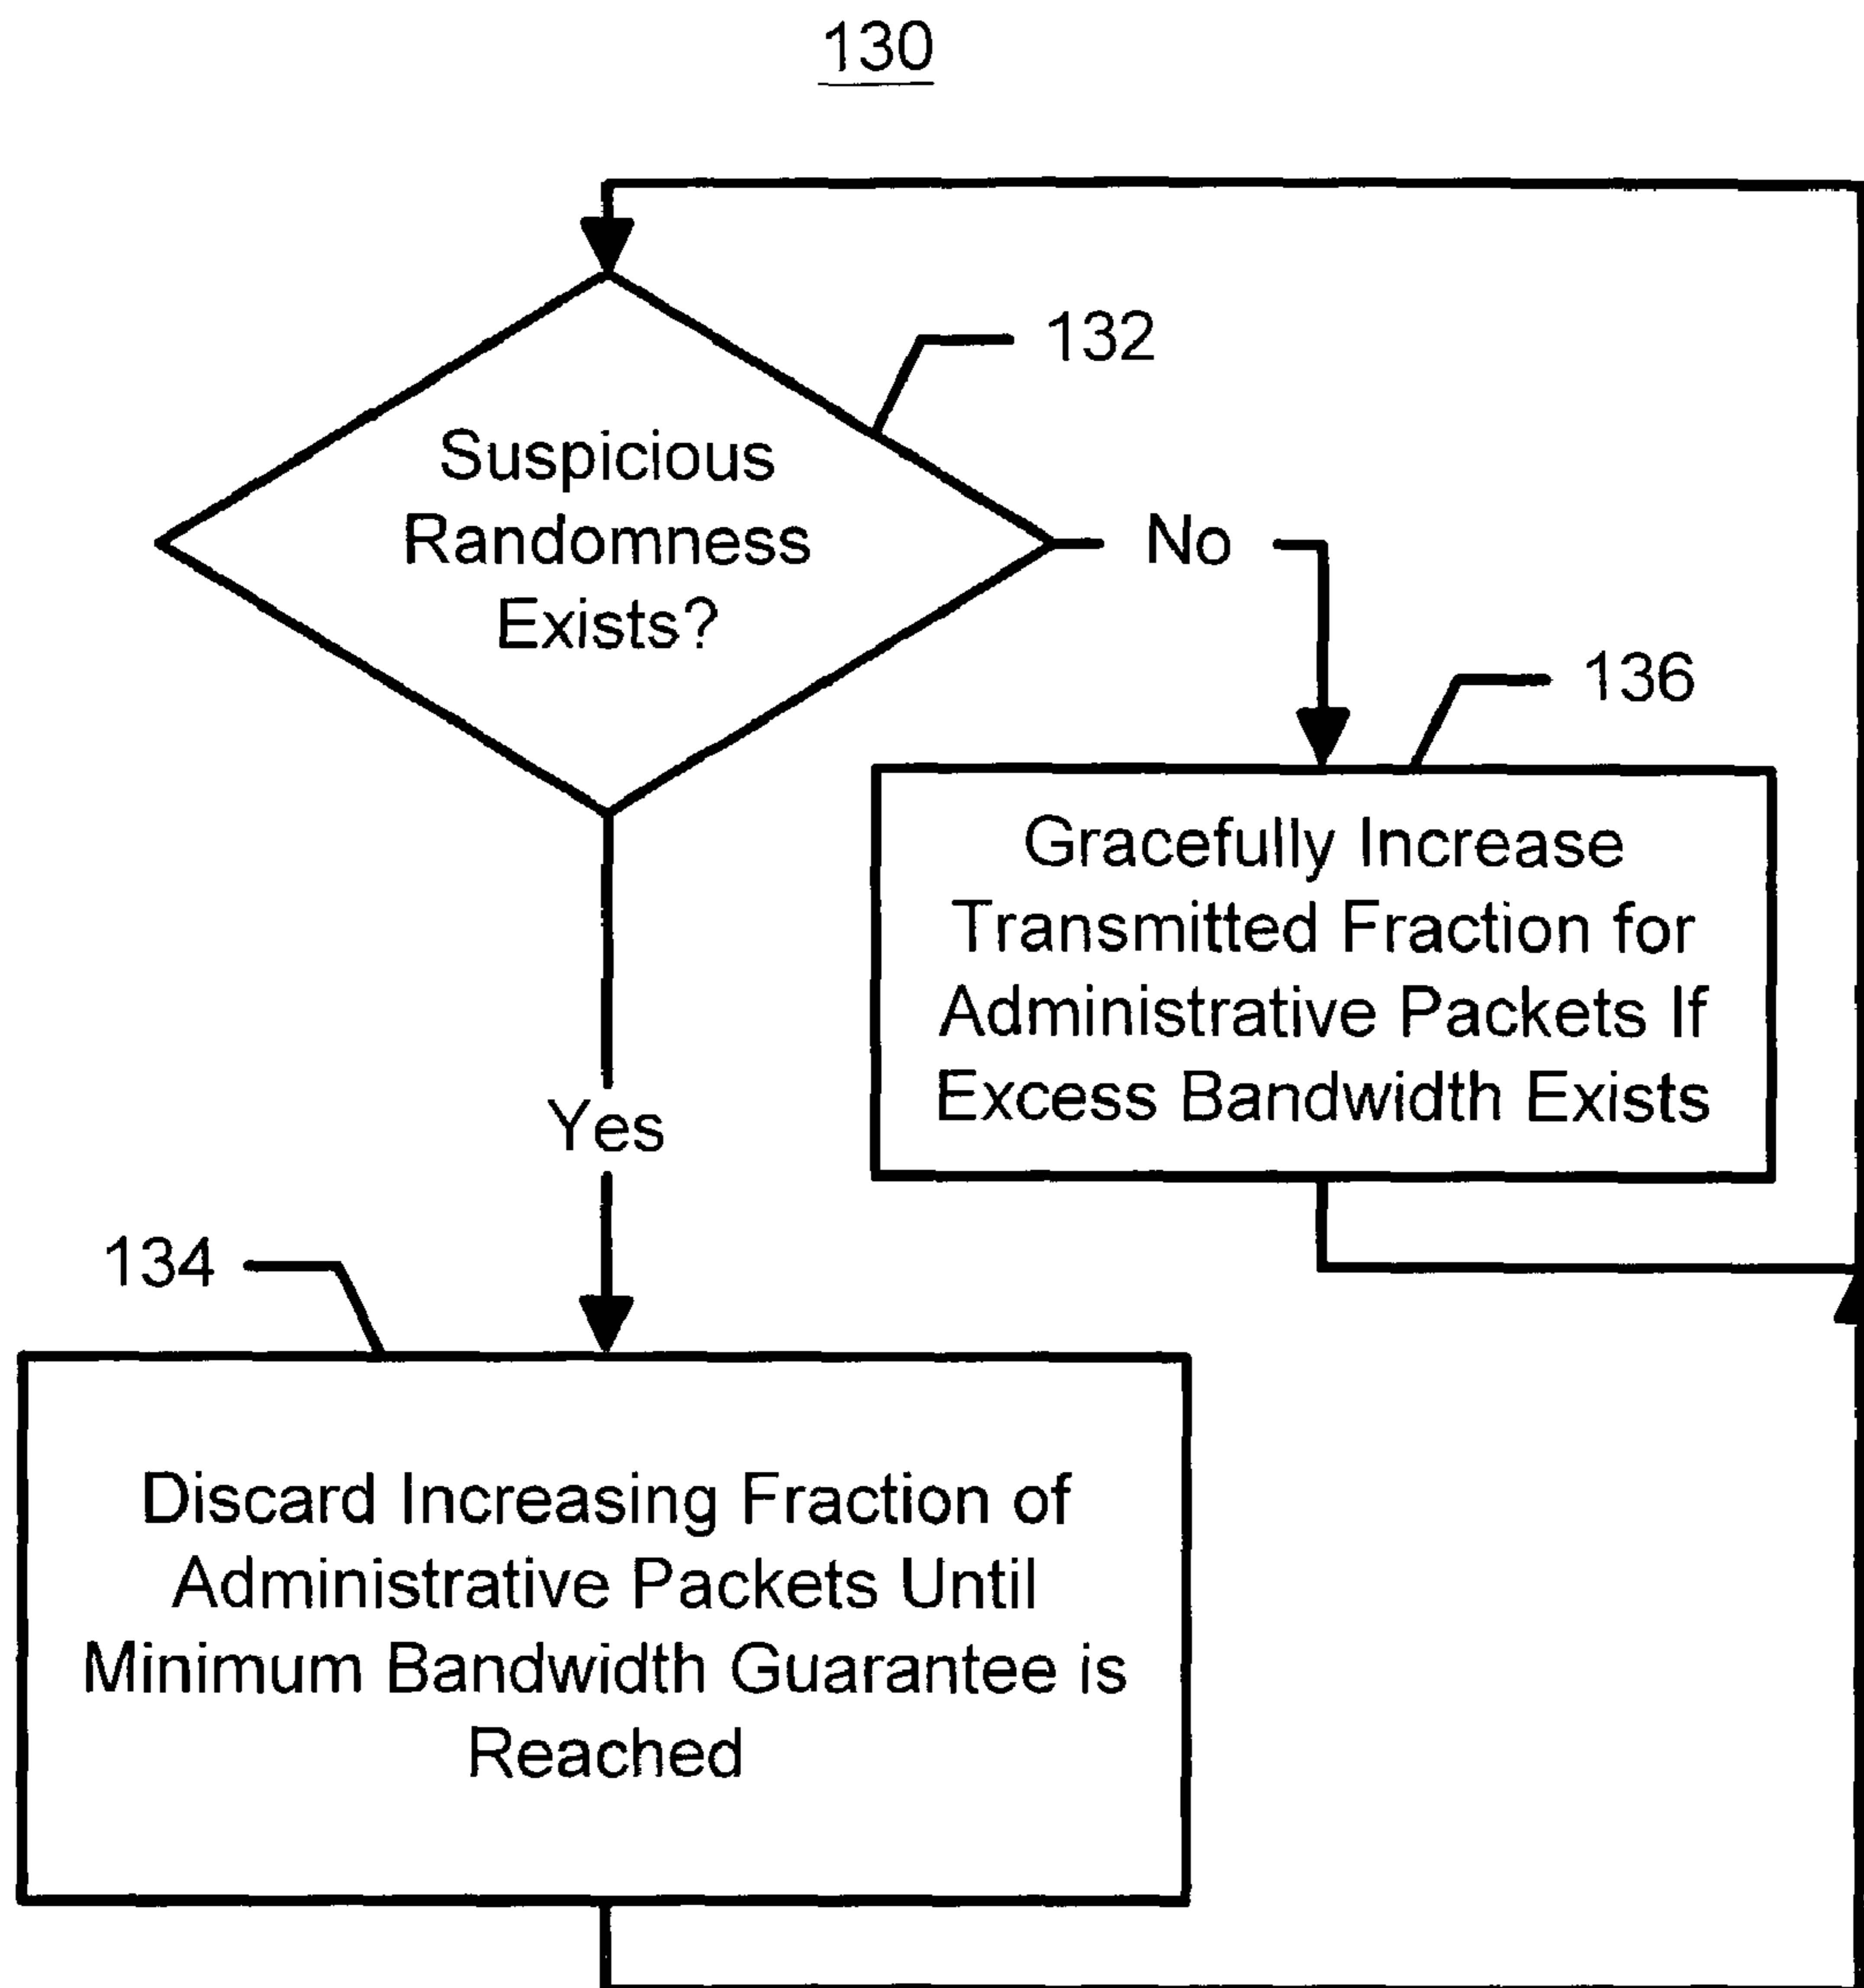 130
132
Suspicious
Randomness
Exists?
No
136
Gracefully Increase
Transmitted Fraction for
Administrative Packets If
Excess Bandwidth Exists
Yes
134
Discard Increasing Fraction of
Administrative Packets Until
Minimum Bandwidth Guarantee is
Reached